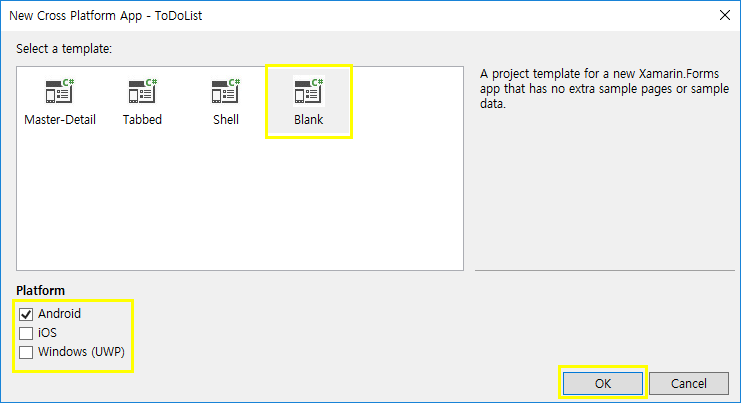 New Cross Platform App - ToDoList
Select a template:
C# C# C# C#
Master-Detail Tabbed Shell Blank
A project template for a new Xamarin.Forms
app that has no extra sample pages or sample
data.
Platform
Android
iOS
Windows (UWP)
OK Cancel